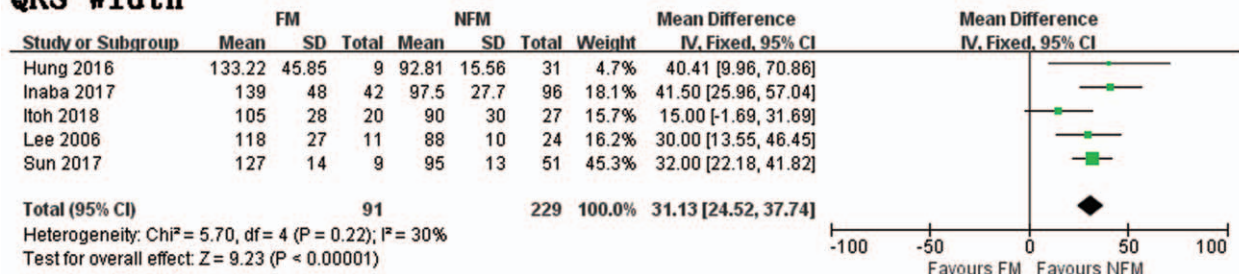 QRS width
FM NFM Mean Difference Mean Difference
Study or Subgroup Mean SD Total Mean SD Total Weight IV, Fixed, 95% CI IV, Fixed, 95% CI
Hung 2016 133.22 45.85 9 92.81 15.56 31 4.7% 40.41 [9.96, 70.86]
Inaba 2017 139 48 42 97.5 27.7 96 18.1% 41.50 [25.96, 57.04]
Itoh 2018 105 28 20 90 30 27 15.7% 15.00 [-1.69, 31.69]
Lee 2006 118 27 11 88 10 24 16.2% 30.00 [13.55, 46.45]
Sun 2017 127 14 9 95 13 51 45.3% 32.00 [22.18, 41.82]
Total (95% CI) 91 229 100.0% 31.13 [24.52, 37.74]
Heterogeneity: Chi² = 5.70, df = 4 (P = 0.22); I² = 30%
Test for overall effect: Z = 9.23 (P < 0.00001)
-100 -50 0 50 100
Favours FM Favours NFM